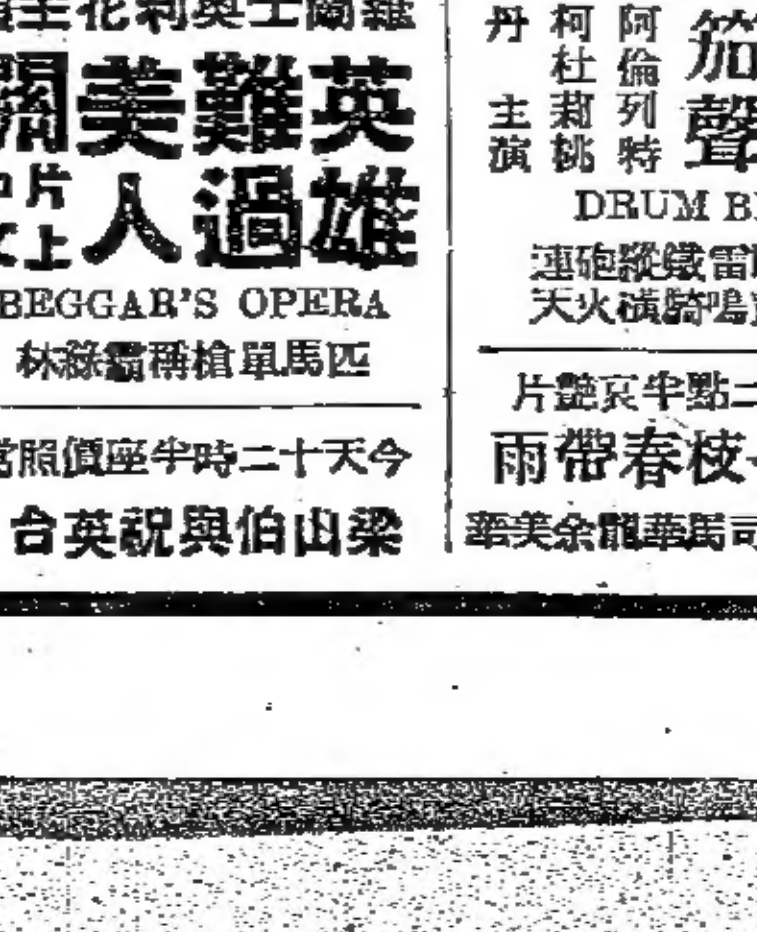 笳聲
阿倫列特
柯杜莉桃丹
主演
DRUM B
雷鳴
鐵騎
縱橫
砲火
連天
二點半哀艷片
枝春帶雨
司馬華龍余美華
羅蘭士奧利花主
英雄難過美人關
片上
BEGGAR'S OPERA
匹馬單槍稱霸綠林
今天十二時半座價照常
梁山伯與祝英台